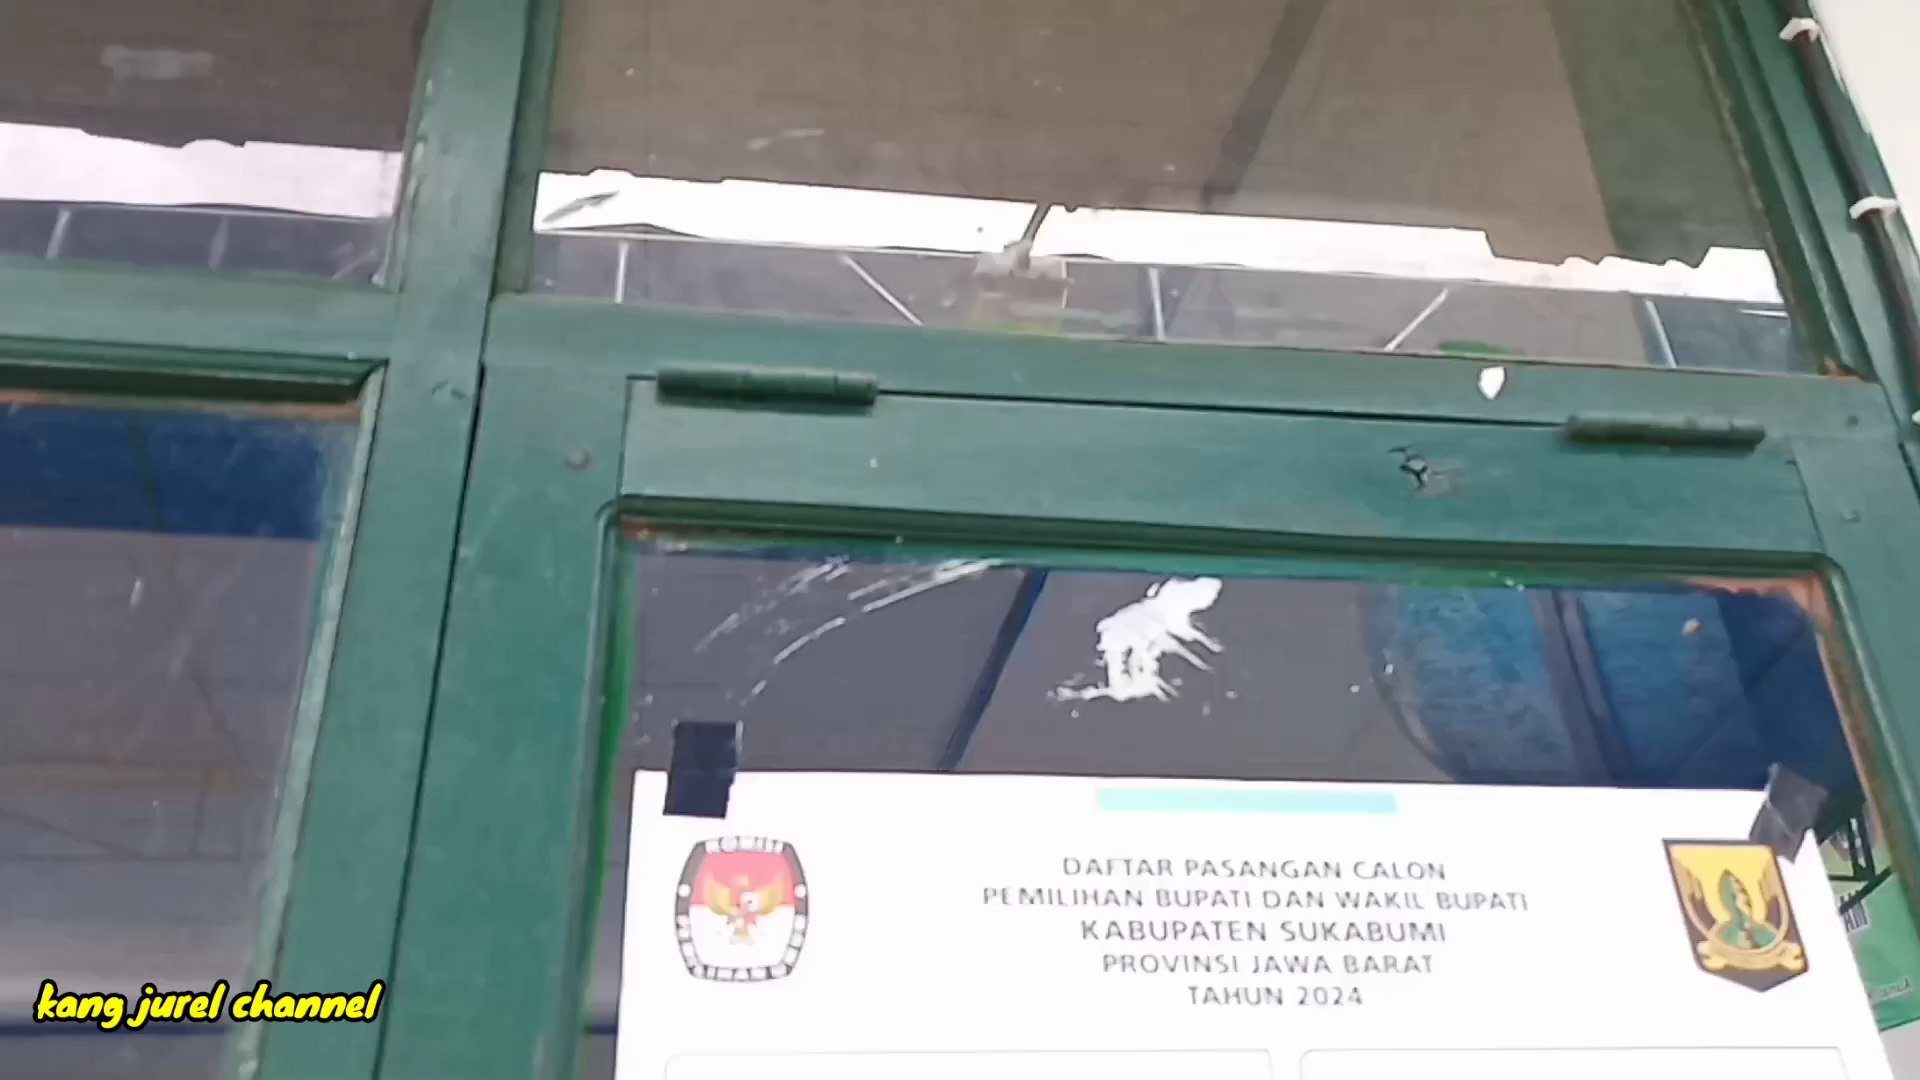 DAFTAR PASANGAN CALON
PEMILIHAN BUPATI DAN WAKIL BUPATI
KABUPATEN SUKABUMI
PROVINSI JAWA BARAT
TAHUN 2024
kang jurel channel